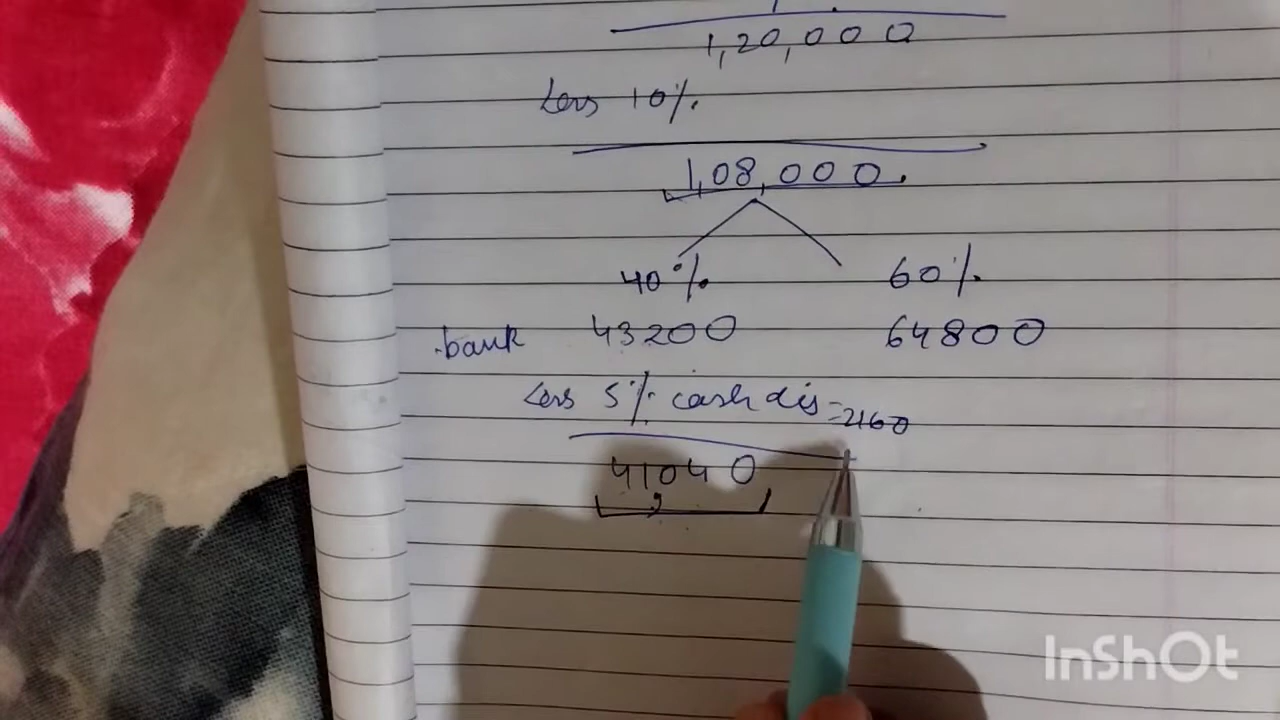 1,20,000
Less 10%
1,08,000
40% 60%
bank 43200 64800
Less 5% cash dis = 2160
41040
InShOt